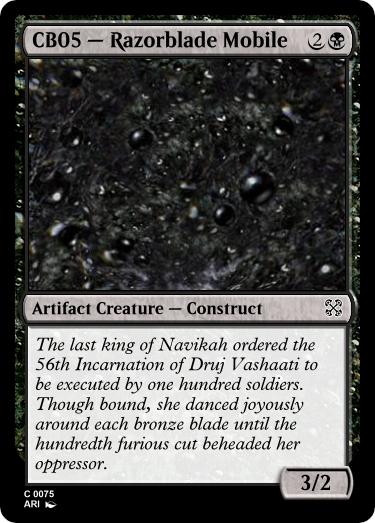 CB05 — Razorblade Mobile 2
Artifact Creature — Construct
The last king of Navikah ordered the
56th Incarnation of Druj Vashaati to
be executed by one hundred soldiers.
Though bound, she danced joyously
around each bronze blade until the
hundredth furious cut beheaded her
oppressor.
3/2
C 0075
ARI